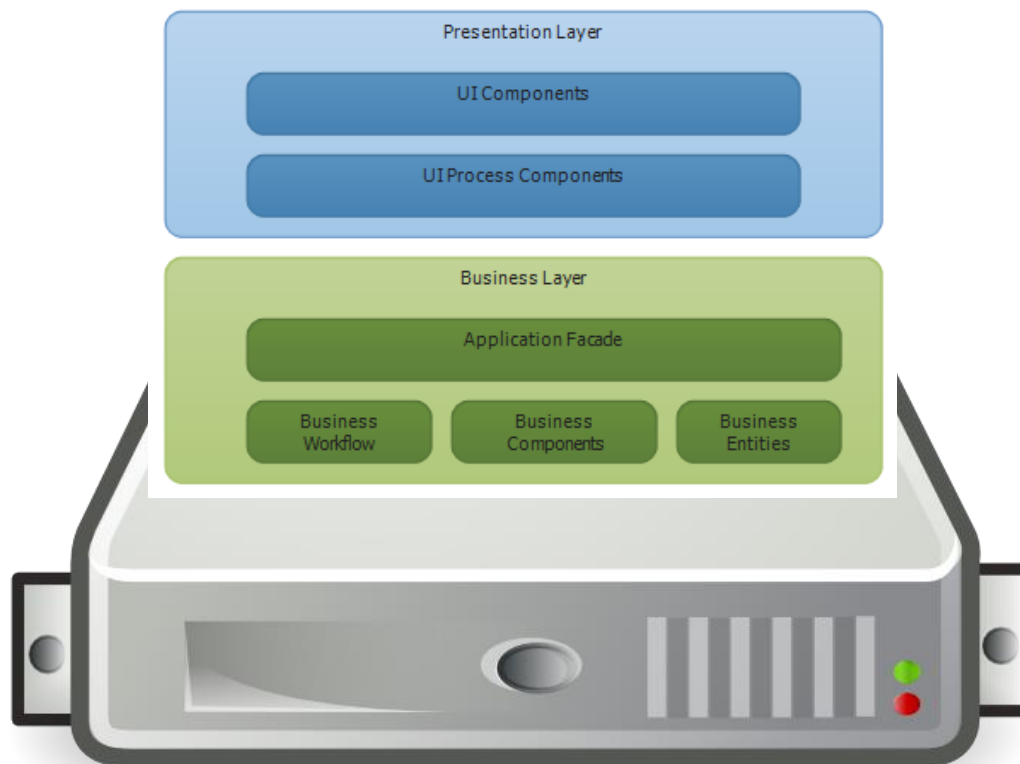 Presentation Layer
UI Components
UI Process Components
Business Layer
Application Facade
Business
Workflow
Business
Components
Business
Entities